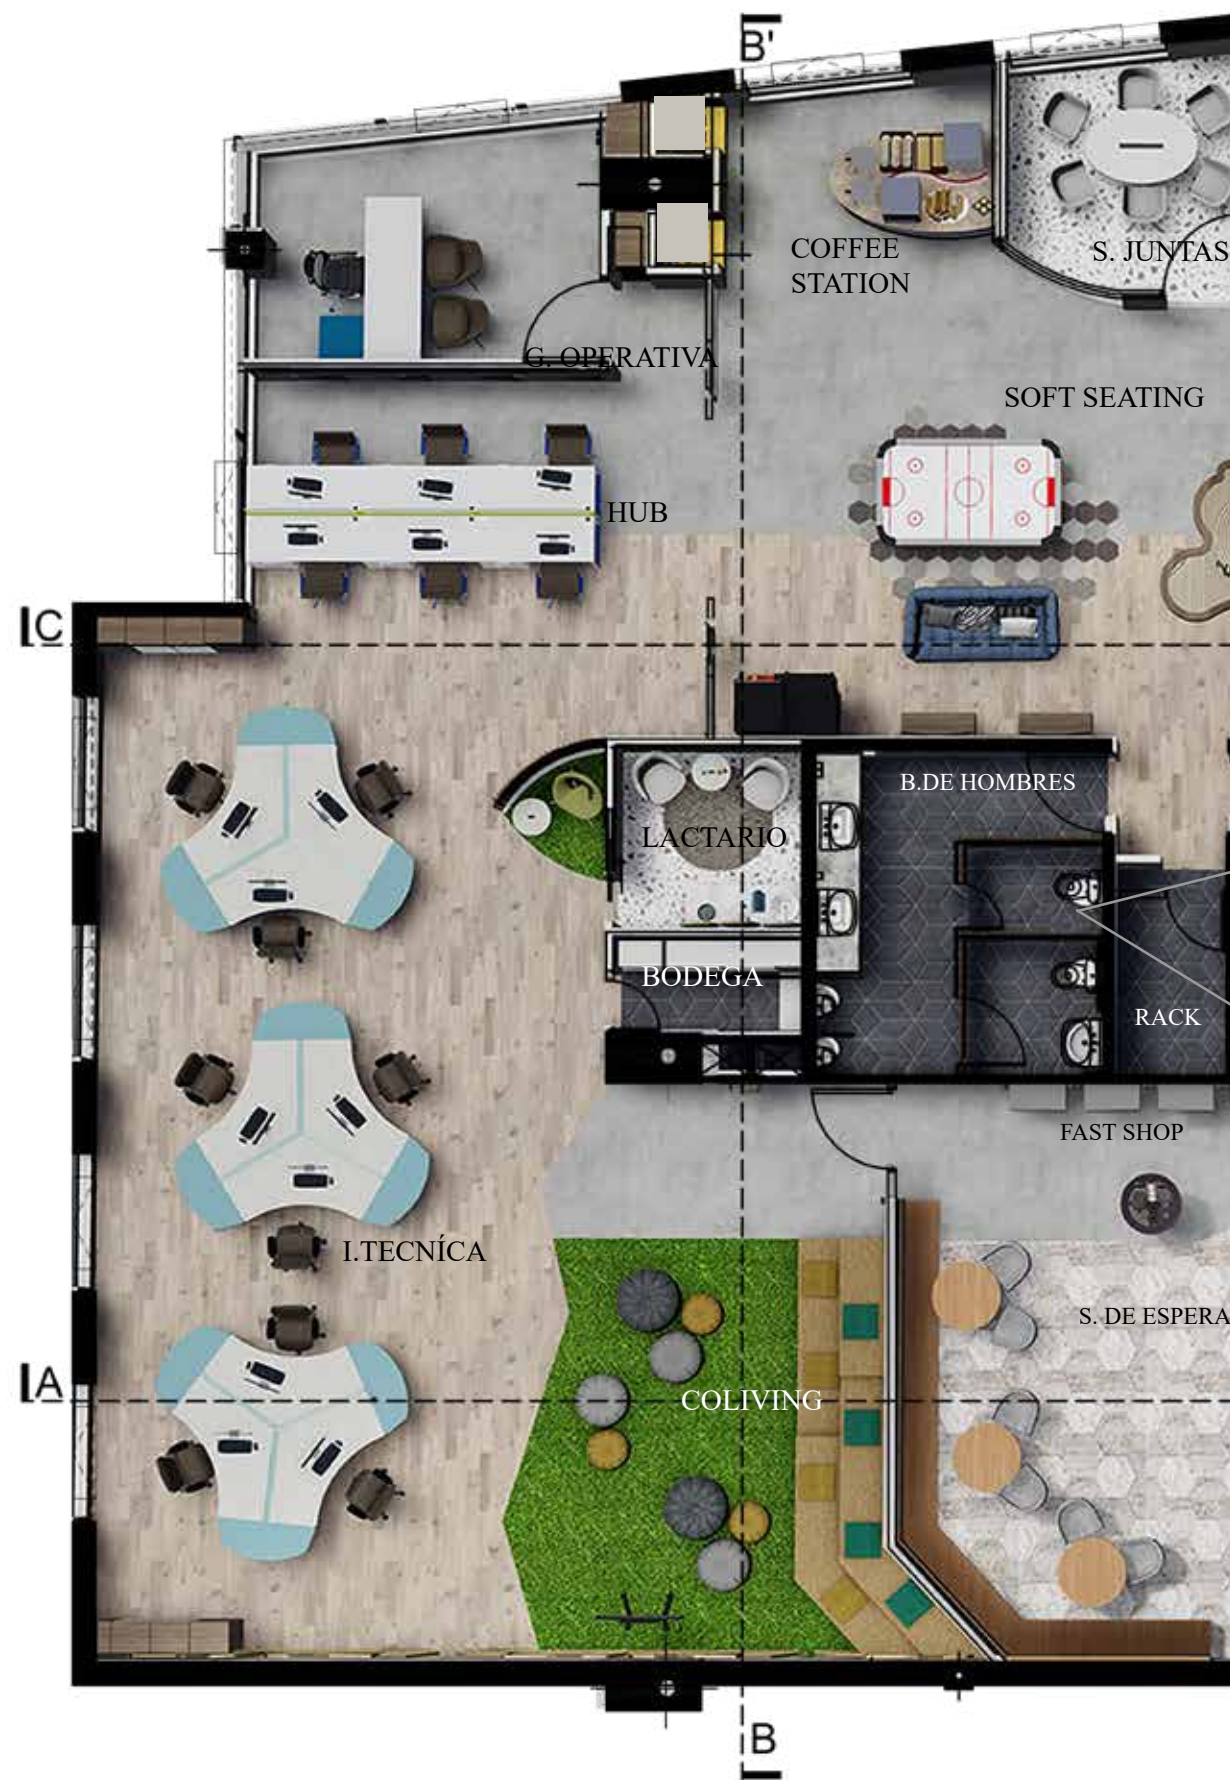 B'
COFFEE
STATION
S. JUNTAS
G. OPERATIVA
SOFT SEATING
HUB
C
B.DE HOMBRES
LACTARIO
BODEGA
RACK
FAST SHOP
I.TECNÍCA
S. DE ESPERA
A
COLIVING
B